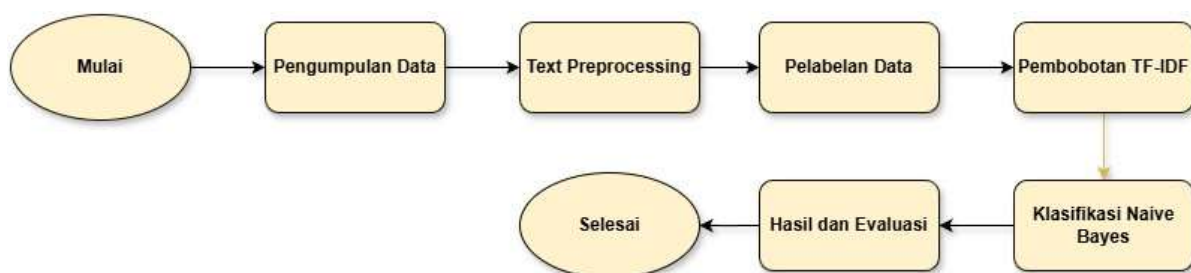 Mulai
Pengumpulan Data
Text Preprocessing
Pelabelan Data
Pembobotan TF-IDF
Klasifikasi Naive
Bayes
Hasil dan Evaluasi
Selesai